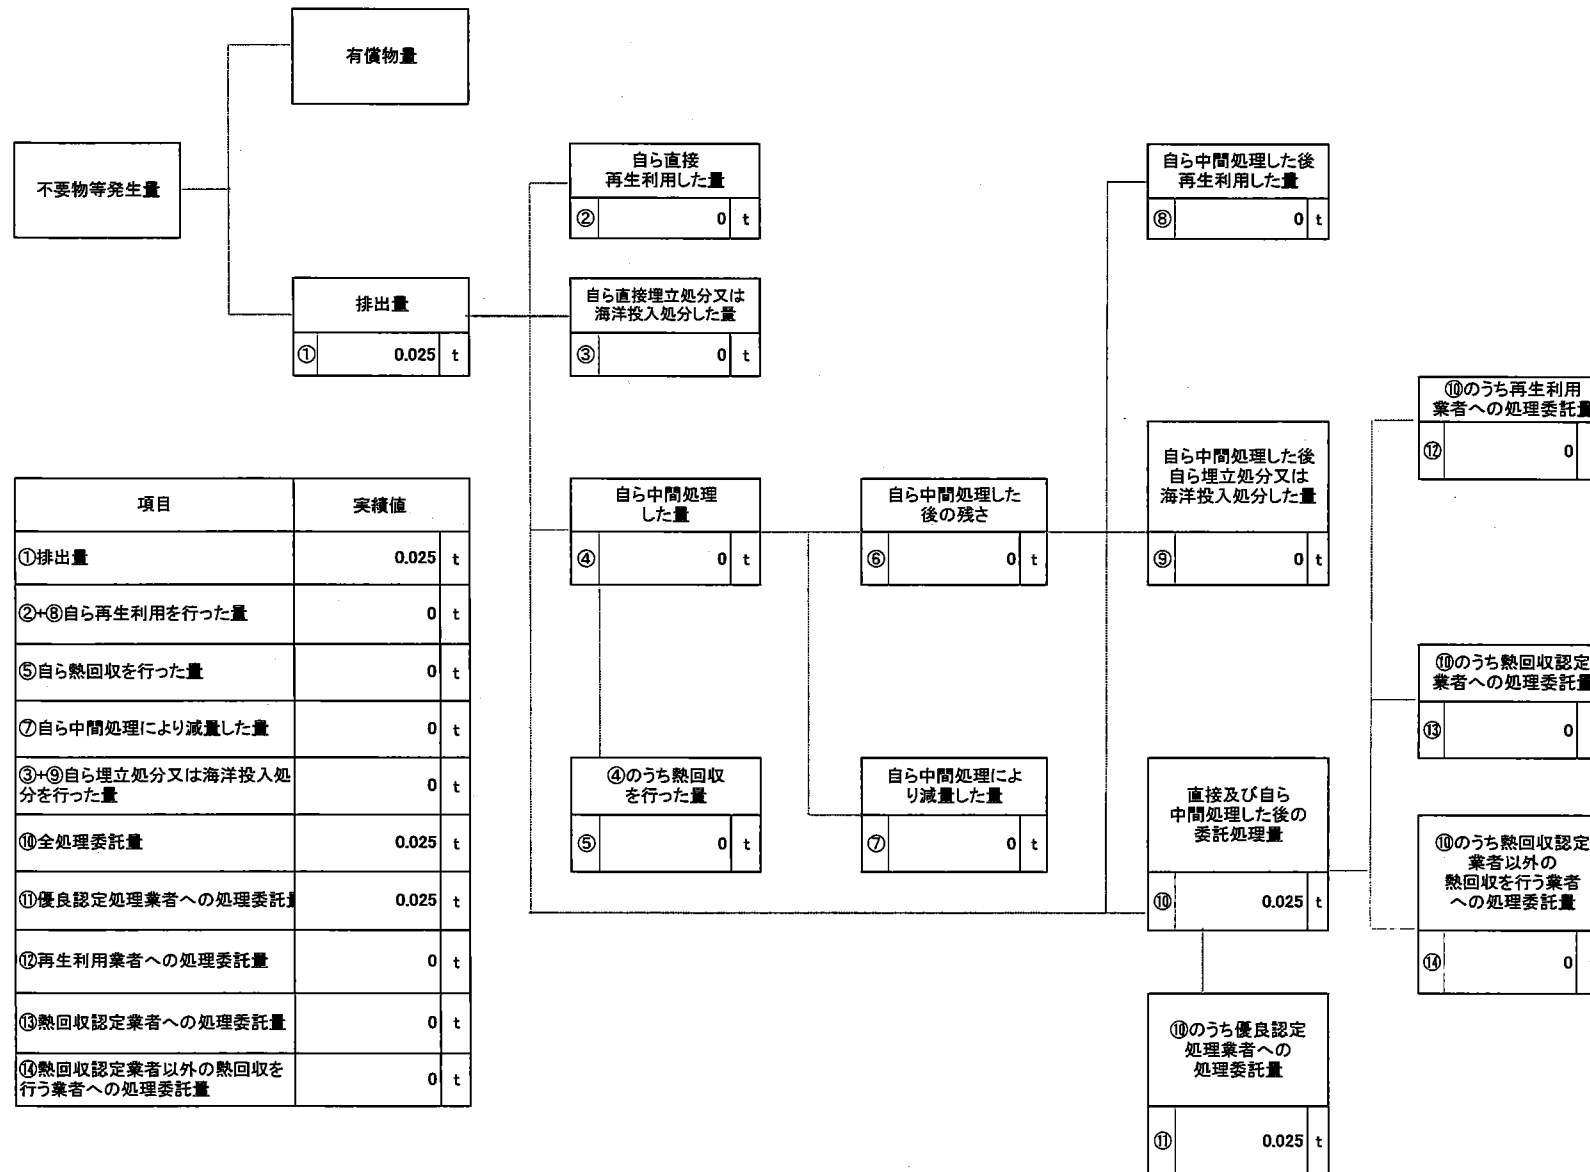 有償物量
不要物等発生量
排出量
① 0.025 t
自ら直接
再生利用した量
② 0 t
自ら直接埋立処分又は
海洋投入処分した量
③ 0 t
自ら中間処理
した量
④ 0 t
④のうち熱回収
を行った量
⑤ 0 t
自ら中間処理した
後の残さ
⑥ 0 t
自ら中間処理によ
り減量した量
⑦ 0 t
自ら中間処理した後
再生利用した量
⑧ 0 t
自ら中間処理した後
自ら埋立処分又は
海洋投入処分した量
⑨ 0 t
直接及び自ら
中間処理した後の
委託処理量
⑩ 0.025 t
⑩のうち優良認定
処理業者への
処理委託量
⑪ 0.025 t
⑩のうち再生利用
業者への処理委託量
⑫ 0
⑩のうち熱回収認定
業者への処理委託量
⑬ 0
⑩のうち熱回収認定
業者以外の
熱回収を行う業者
への処理委託量
⑭ 0
項目 実績値
①排出量 0.025 t
②+⑧自ら再生利用を行った量 0 t
⑤自ら熱回収を行った量 0 t
⑦自ら中間処理により減量した量 0 t
③+⑨自ら埋立処分又は海洋投入処
分を行った量 0 t
⑩全処理委託量 0.025 t
⑪優良認定処理業者への処理委託量 0.025 t
⑫再生利用業者への処理委託量 0 t
⑬熱回収認定業者への処理委託量 0 t
⑭熱回収認定業者以外の熱回収を
行う業者への処理委託量 0 t